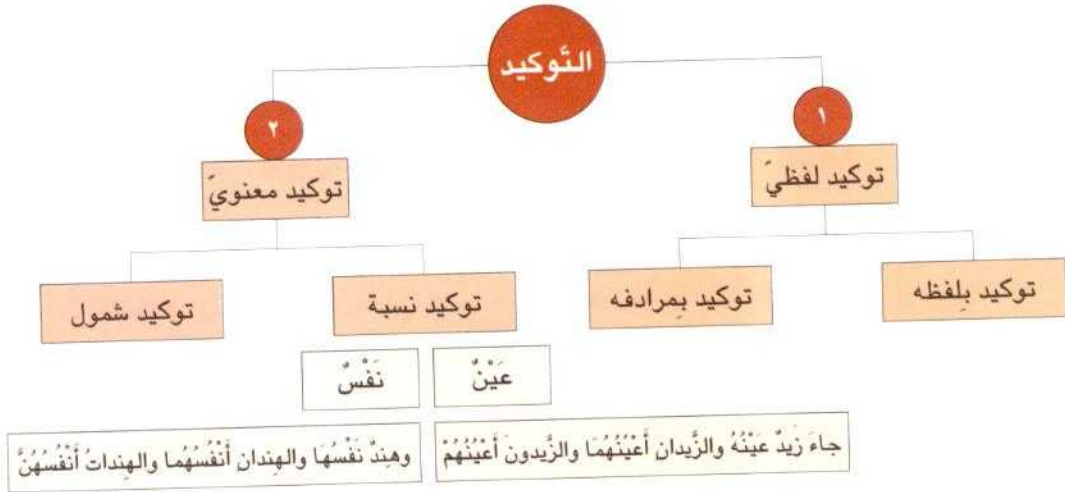 التَّوكيد
١
٢
توكيد لفظيّ
توكيد معنويّ
توكيد بِلفظه
توكيد بِمرادفه
توكيد نسبة
توكيد شمول
عَيْنٌ
نَفْسٌ
جاءَ زَيدٌ عَيْنُهُ والزَّيدانِ أَعْيُنُهُمَا والزَّيدونَ أَعْيُنُهُمْ
وهِندٌ نَفْسُهَا والهِندانِ أَنْفُسُهُما والهِنداتُ أَنْفُسُهُنَّ